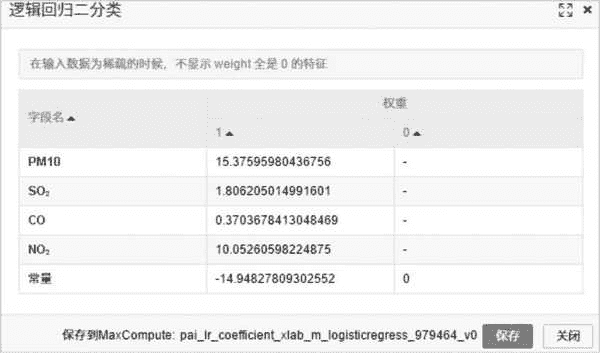 逻辑回归二分类
在输入数据为稀疏的时候，不显示 weight 全是 0 的特征
字段名 权重
1 0
PM10 15.37595980436756 -
SO₂ 1.806205014991601 -
CO 0.3703678413048469 -
NO₂ 10.05260598224875 -
常量 -14.94827809302552 0
保存到MaxCompute: pai_lr_coefficient_xlab_m_logisticregress_979464_v0 保存 关闭